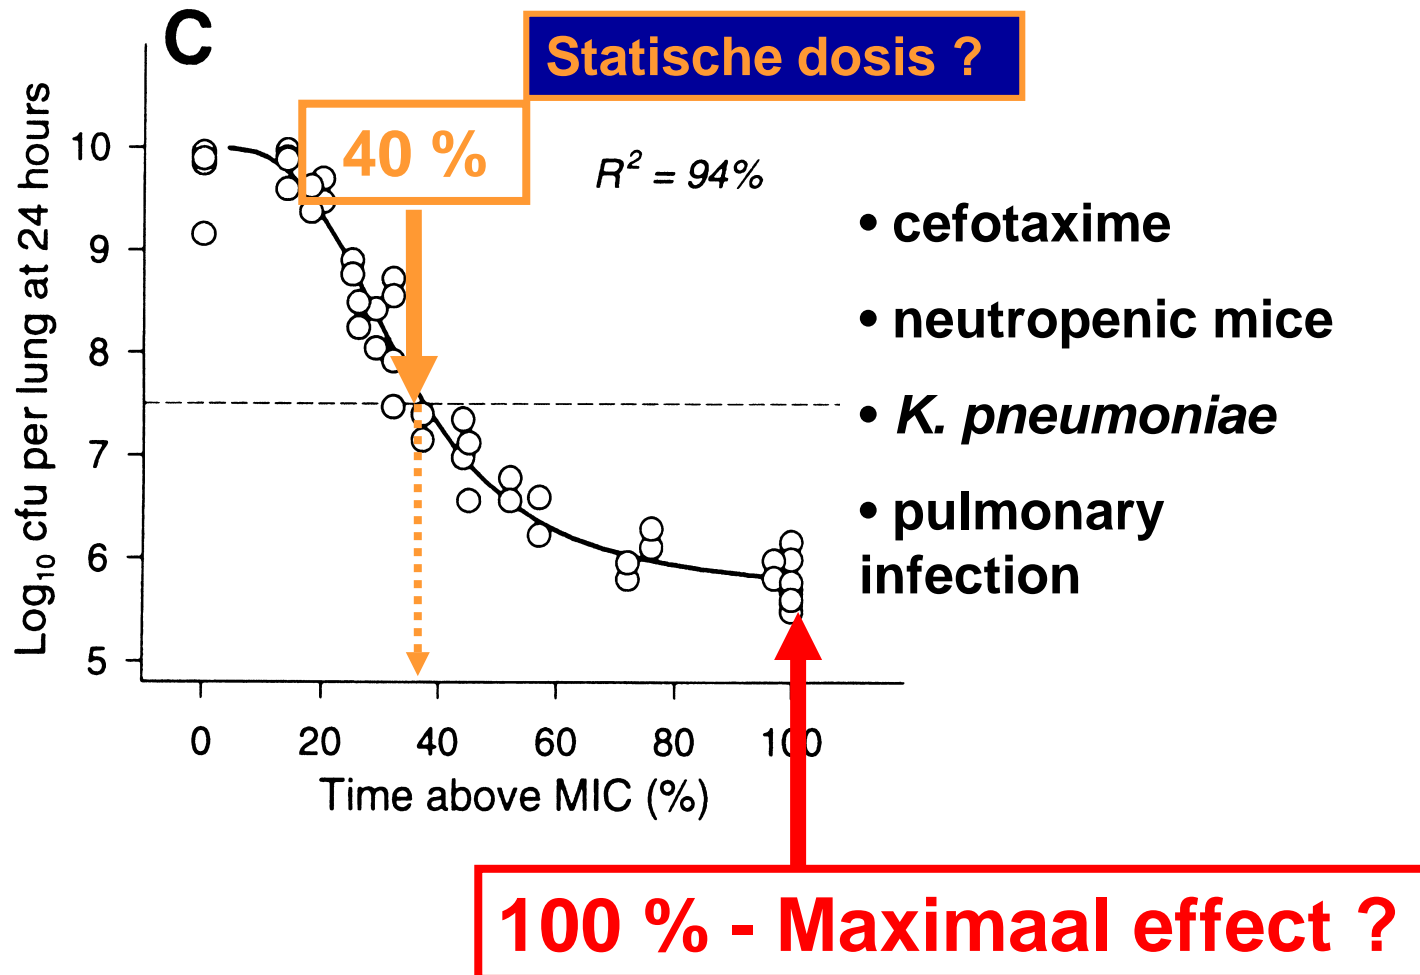 C
Statische dosis ?
40 %
R² = 94%
Log₁₀ cfu per lung at 24 hours
10
9
8
7
6
5
0 20 40 60 80 100
Time above MIC (%)
• cefotaxime
• neutropenic mice
• K. pneumoniae
• pulmonary
infection
100 % - Maximaal effect ?